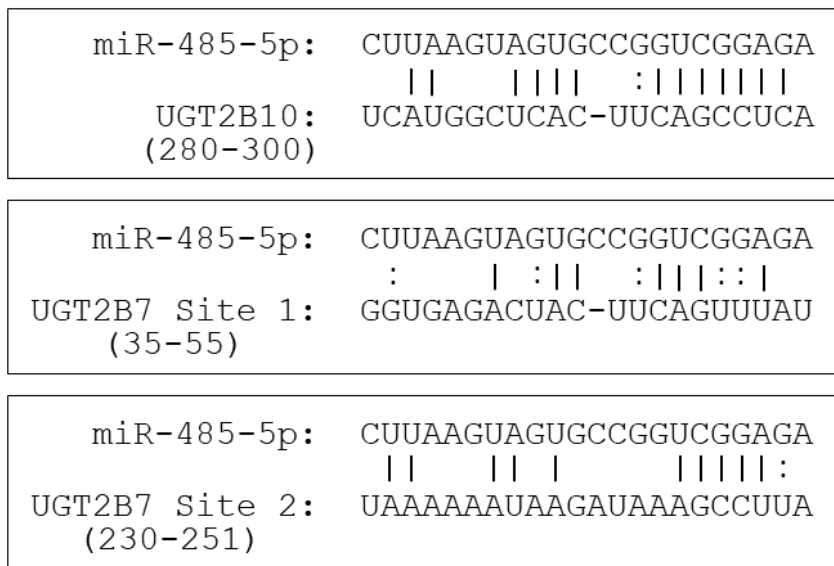 miR-485-5p: CUUAAGUAGUGCCGGUCGGAGA
|| |||| :|||||||
UGT2B10: UCAUGGCUCAC-UUCAGCCUCA
(280-300)
miR-485-5p: CUUAAGUAGUGCCGGUCGGAGA
: | :|| :|||::|
UGT2B7 Site 1: GGUGAGACUAC-UUCAGUUUAU
(35-55)
miR-485-5p: CUUAAGUAGUGCCGGUCGGAGA
|| || | |||||:
UGT2B7 Site 2: UAAAAAAUAAGAUAAAGCCUUA
(230-251)